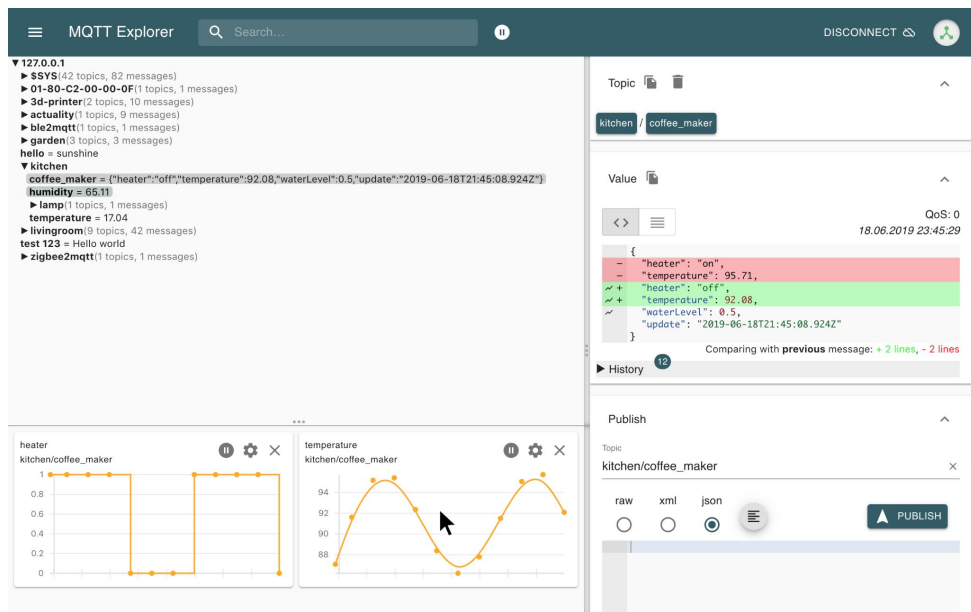 MQTT Explorer
Search...
DISCONNECT
▼ 127.0.0.1
▶ $SYS(42 topics, 82 messages)
▶ 01-80-C2-00-00-0F(1 topics, 1 messages)
▶ 3d-printer(2 topics, 10 messages)
▶ actuality(1 topics, 9 messages)
▶ ble2mqtt(1 topics, 1 messages)
▶ garden(3 topics, 3 messages)
hello = sunshine
▼ kitchen
coffee_maker = {"heater":"off","temperature":92.08,"waterLevel":0.5,"update":"2019-06-18T21:45:08.924Z"}
humidity = 65.11
▶ lamp(1 topics, 1 messages)
temperature = 17.04
▶ livingroom(9 topics, 42 messages)
test 123 = Hello world
▶ zigbee2mqtt(1 topics, 1 messages)
heater
kitchen/coffee_maker
1
0.8
0.6
0.4
0.2
0
temperature
kitchen/coffee_maker
94
92
90
88
Topic
kitchen / coffee_maker
Value
<>
QoS: 0
18.06.2019 23:45:29
{
- "heater": "on",
- "temperature": 95.71,
+ "heater": "off",
+ "temperature": 92.08,
"waterLevel": 0.5,
"update": "2019-06-18T21:45:08.924Z"
}
Comparing with previous message: + 2 lines, - 2 lines
▶ History 12
Publish
Topic
kitchen/coffee_maker
raw xml json
PUBLISH